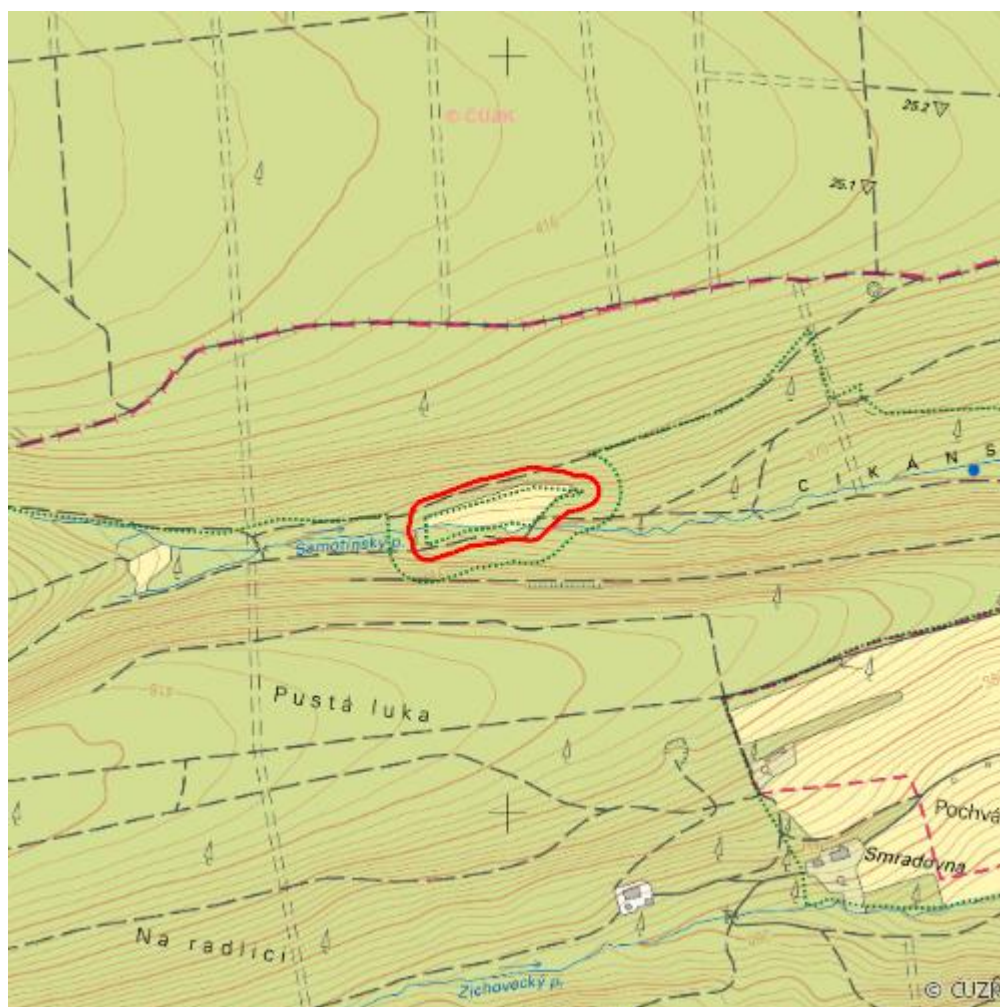 25.2
© ČÚZK
25.1
C I K Á N S
Samotínský p.
Pustá luka
Pochvá
Smradovna
Na radlici
Zichovecký p.
© ČÚZK